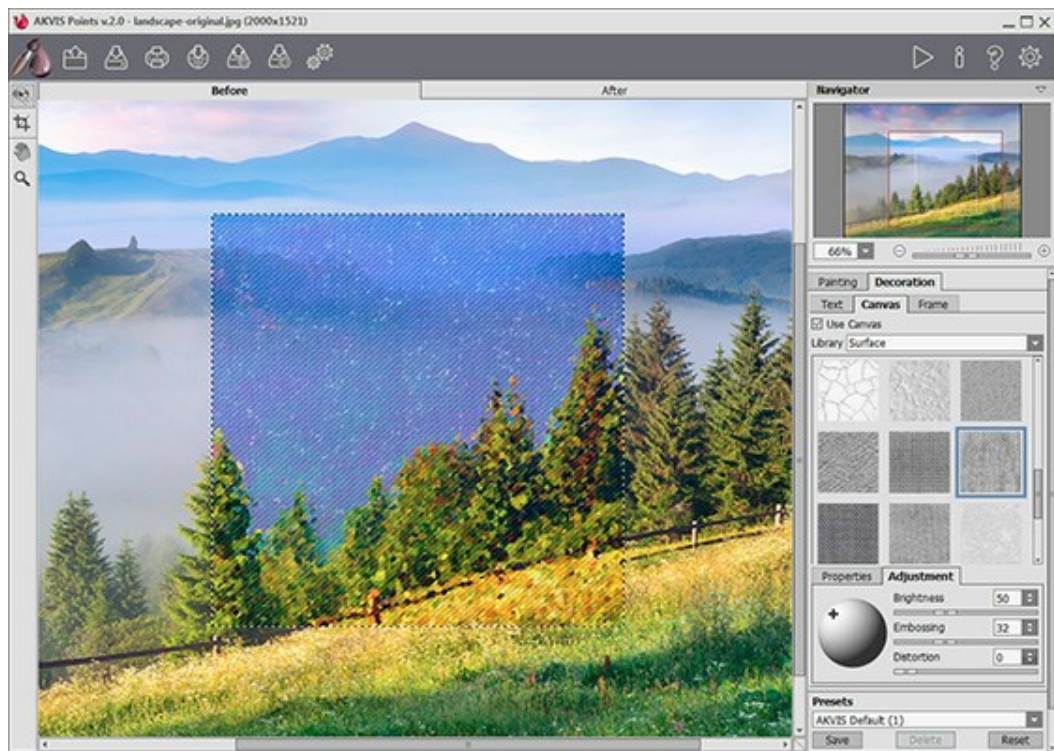 AKVIS Points v.2.0 - landscape-original.jpg (2000x1521)
Before
After
Navigator
66%
Painting
Decoration
Text
Canvas
Frame
Use Canvas
Library
Surface
Properties
Adjustment
Brightness
50
Embossing
32
Distortion
0
Presets
AKVIS Default (1)
Save
Delete
Reset